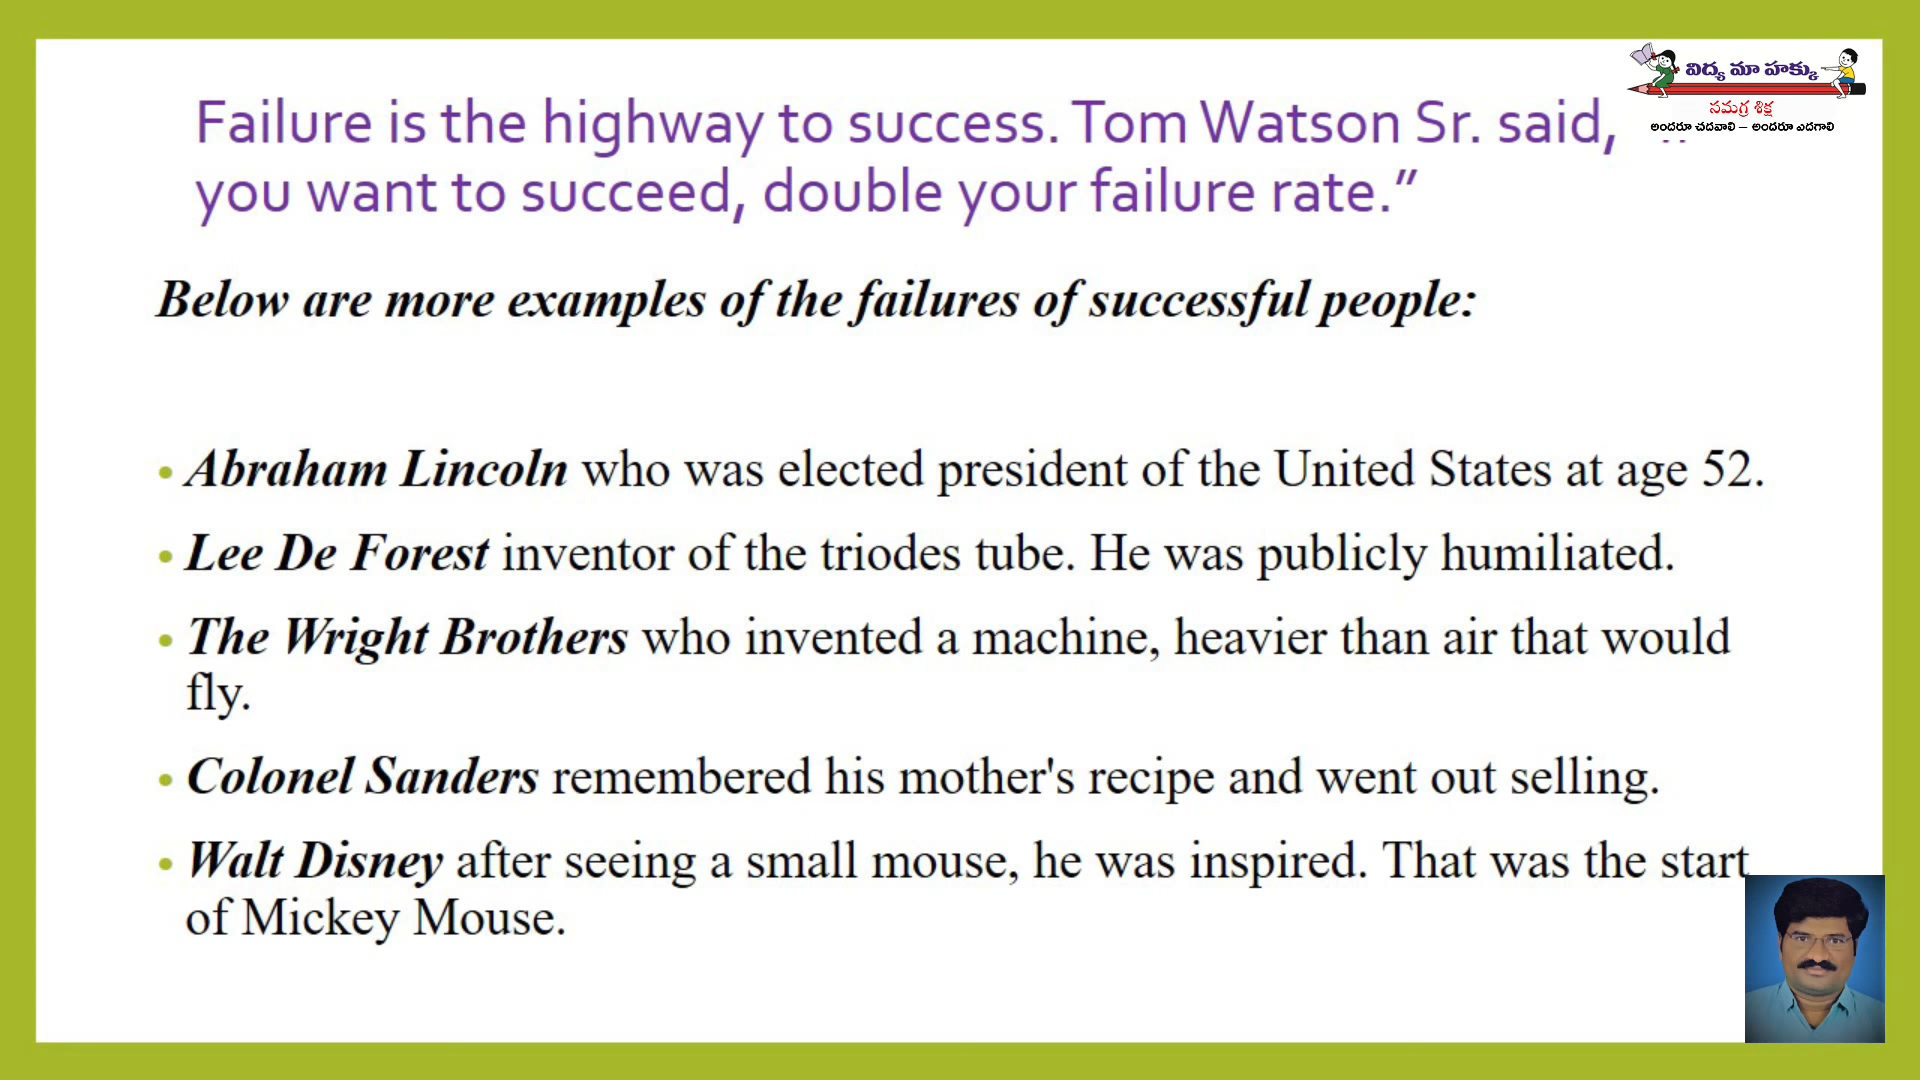 విద్య మా హక్కు
సమగ్ర శిక్ష
అందరూ చదవాలి – అందరూ ఎదగాలి
Failure is the highway to success. Tom Watson Sr. said,
you want to succeed, double your failure rate.”
Below are more examples of the failures of successful people:
• Abraham Lincoln who was elected president of the United States at age 52.
• Lee De Forest inventor of the triodes tube. He was publicly humiliated.
• The Wright Brothers who invented a machine, heavier than air that would
fly.
• Colonel Sanders remembered his mother's recipe and went out selling.
• Walt Disney after seeing a small mouse, he was inspired. That was the start
of Mickey Mouse.